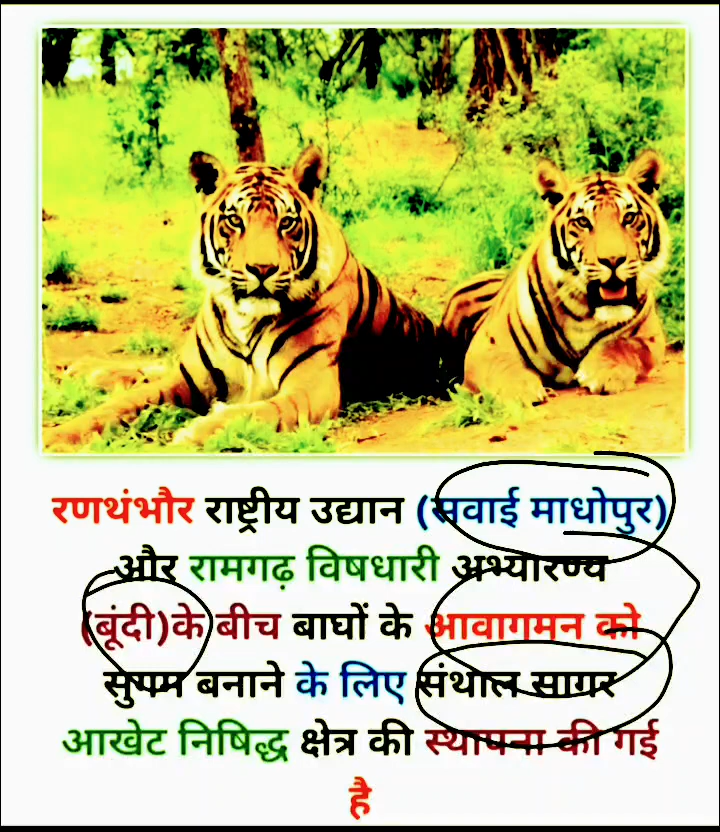 रणथंभौर राष्ट्रीय उद्यान (सवाई माधोपुर)
और रामगढ़ विषधारी अभ्यारण्य
(बूंदी)के बीच बाघों के आवागमन को
सुगम बनाने के लिए संथाल सागर
आखेट निषिद्ध क्षेत्र की स्थापना की गई
है